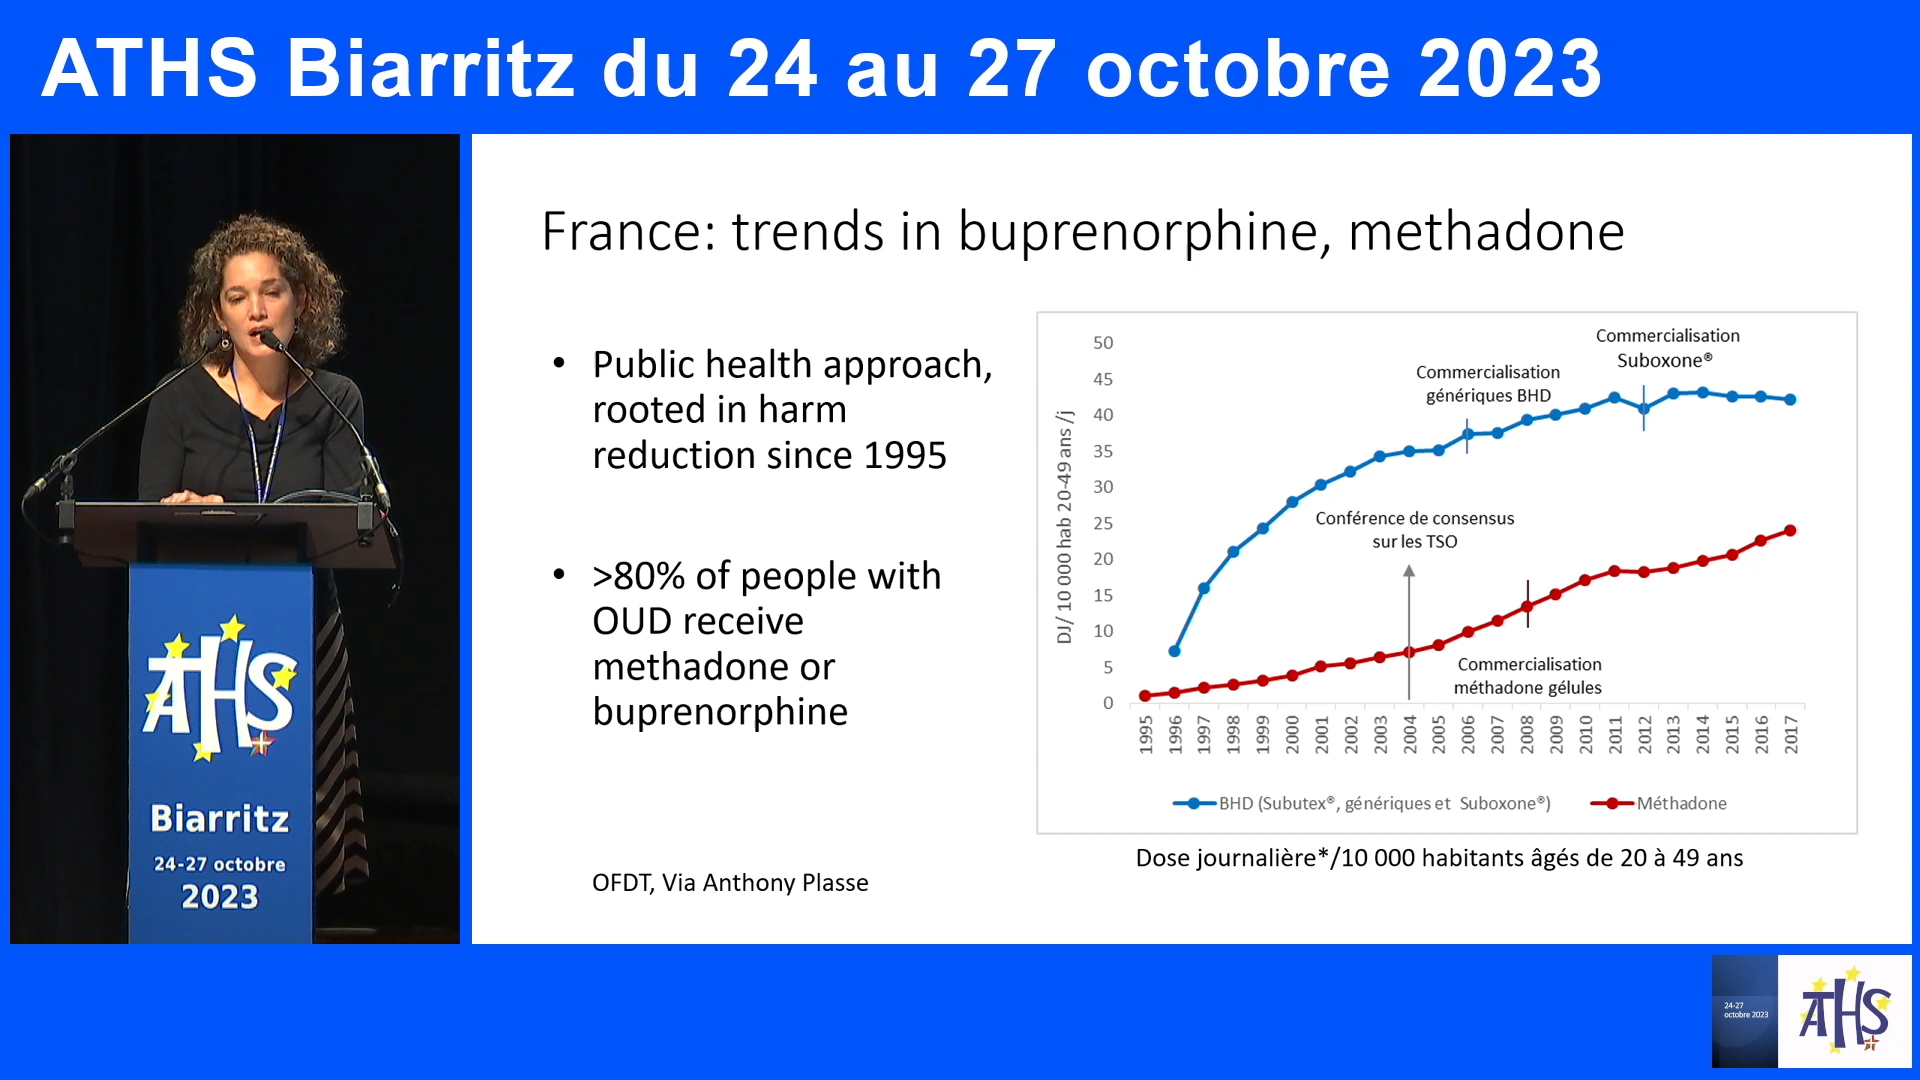 ATHS Biarritz du 24 au 27 octobre 2023
ATHS
Biarritz
24-27 octobre
2023
France: trends in buprenorphine, methadone
• Public health approach,
rooted in harm
reduction since 1995
• >80% of people with
OUD receive
methadone or
buprenorphine
OFDT, Via Anthony Plasse
DJ/ 10 000 hab 20-49 ans /j
50
45
40
35
30
25
20
15
10
5
0
Commercialisation
génériques BHD
Commercialisation
Suboxone®
Conférence de consensus
sur les TSO
Commercialisation
méthadone gélules
1995 1996 1997 1998 1999 2000 2001 2002 2003 2004 2005 2006 2007 2008 2009 2010 2011 2012 2013 2014 2015 2016 2017
BHD (Subutex®, génériques et Suboxone®) Méthadone
Dose journalière*/10 000 habitants âgés de 20 à 49 ans
24-27
octobre 2023
ATHS